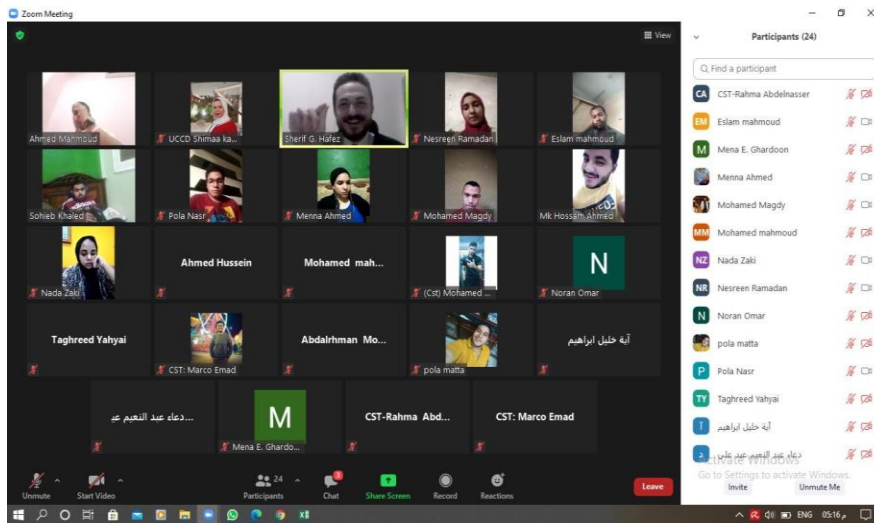 Zoom Meeting
View
Ahmed Mahmoud
UCCD Shimaa ka...
Sherif G. Hafez
Nesreen Ramadan
Eslam mahmoud
Sohieb Khaled
Pola Nasr
Menna Ahmed
Mohamed Magdy
Mk Hossam Ahmed
Nada Zaki
Ahmed Hussein
Mohamed mah...
(Cst) Mohamed ...
N
Noran Omar
Taghreed Yahyai
CST: Marco Emad
Abdalrhman Mo...
pola matta
آية خليل ابراهيم
دعاء عبد النعيم عبد...
M
Mena E. Ghardo...
CST-Rahma Abd...
CST: Marco Emad
Unmute
Start Video
24
Participants
3
Chat
Share Screen
Record
Reactions
Leave
Participants (24)
Find a participant
CA CST-Rahma Abdelnasser
EM Eslam mahmoud
M Mena E. Ghardoon
Menna Ahmed
Mohamed Magdy
MM Mohamed mahmoud
NZ Nada Zaki
NR Nesreen Ramadan
N Noran Omar
pola matta
P Pola Nasr
TY Taghreed Yahyai
آ آية خليل ابراهيم
د دعاء عبد النعيم عبد علي
Activate Windows
Go to Settings to activate Windows.
Invite
Unmute Me
ENG
05:16 م